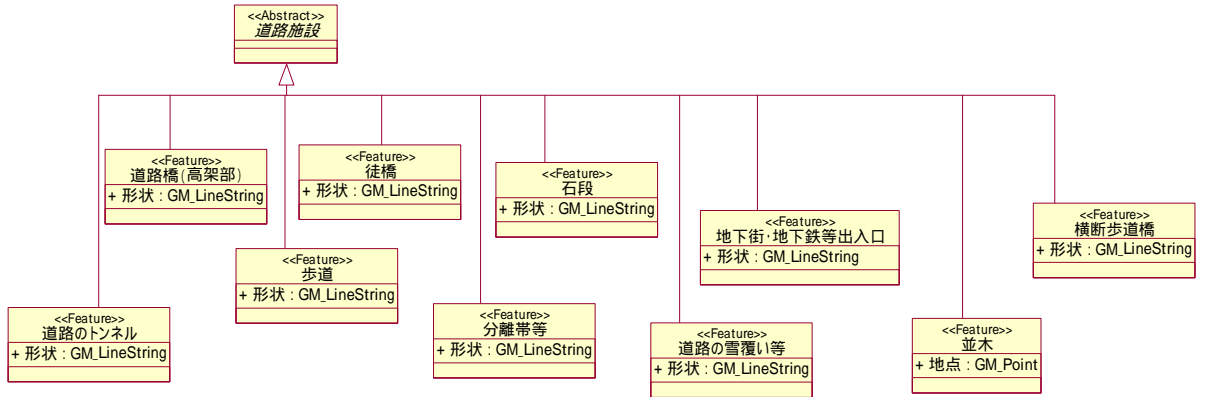 <<Abstract>>
道路施設
<<Feature>>
道路橋(高架部)
+ 形状 : GM_LineString
<<Feature>>
徒橋
+ 形状 : GM_LineString
<<Feature>>
石段
+ 形状 : GM_LineString
<<Feature>>
地下街・地下鉄等出入口
+ 形状 : GM_LineString
<<Feature>>
横断歩道橋
+ 形状 : GM_LineString
<<Feature>>
歩道
+ 形状 : GM_LineString
<<Feature>>
道路のトンネル
+ 形状 : GM_LineString
<<Feature>>
分離帯等
+ 形状 : GM_LineString
<<Feature>>
道路の雪覆い等
+ 形状 : GM_LineString
<<Feature>>
並木
+ 地点 : GM_Point